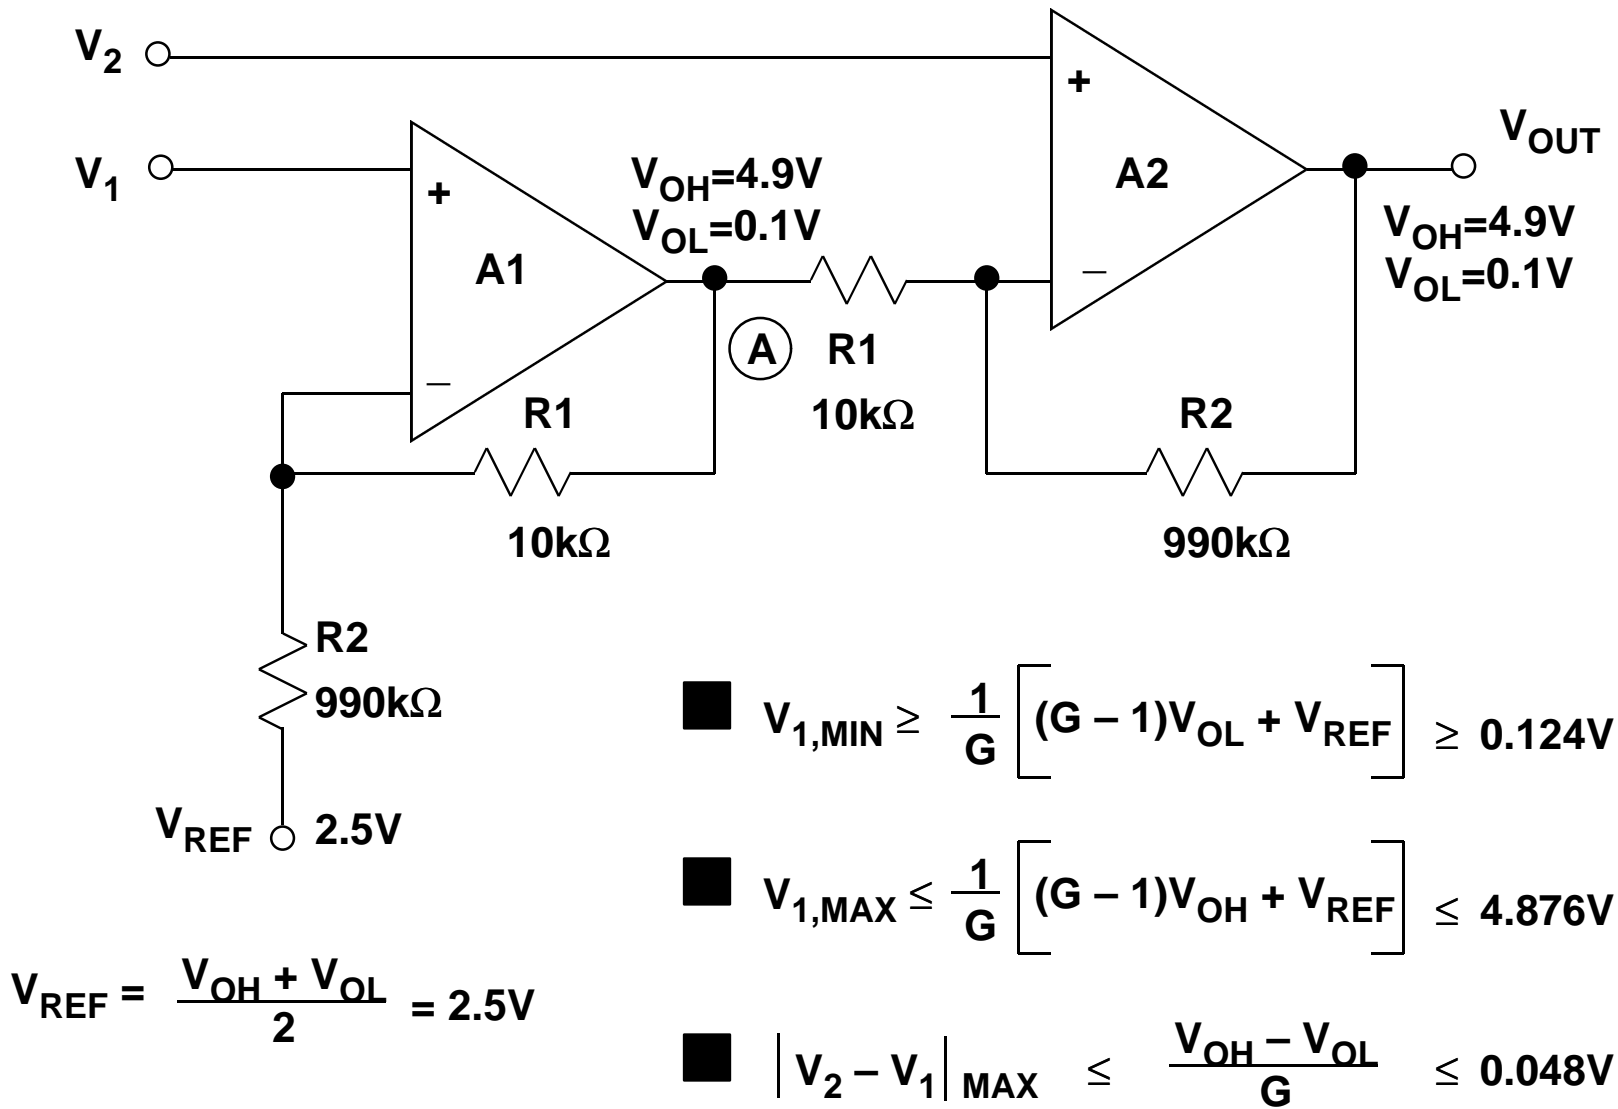 V2
V1
+
A1
–
VOH=4.9V
VOL=0.1V
A
R1
10kΩ
R1
10kΩ
+
A2
–
VOUT
VOH=4.9V
VOL=0.1V
R2
990kΩ
R2
990kΩ
VREF 2.5V
VREF = VOH + VOL / 2 = 2.5V
V1,MIN ≥ 1/G [(G – 1)VOL + VREF] ≥ 0.124V
V1,MAX ≤ 1/G [(G – 1)VOH + VREF] ≤ 4.876V
|V2 – V1| MAX ≤ VOH – VOL / G ≤ 0.048V